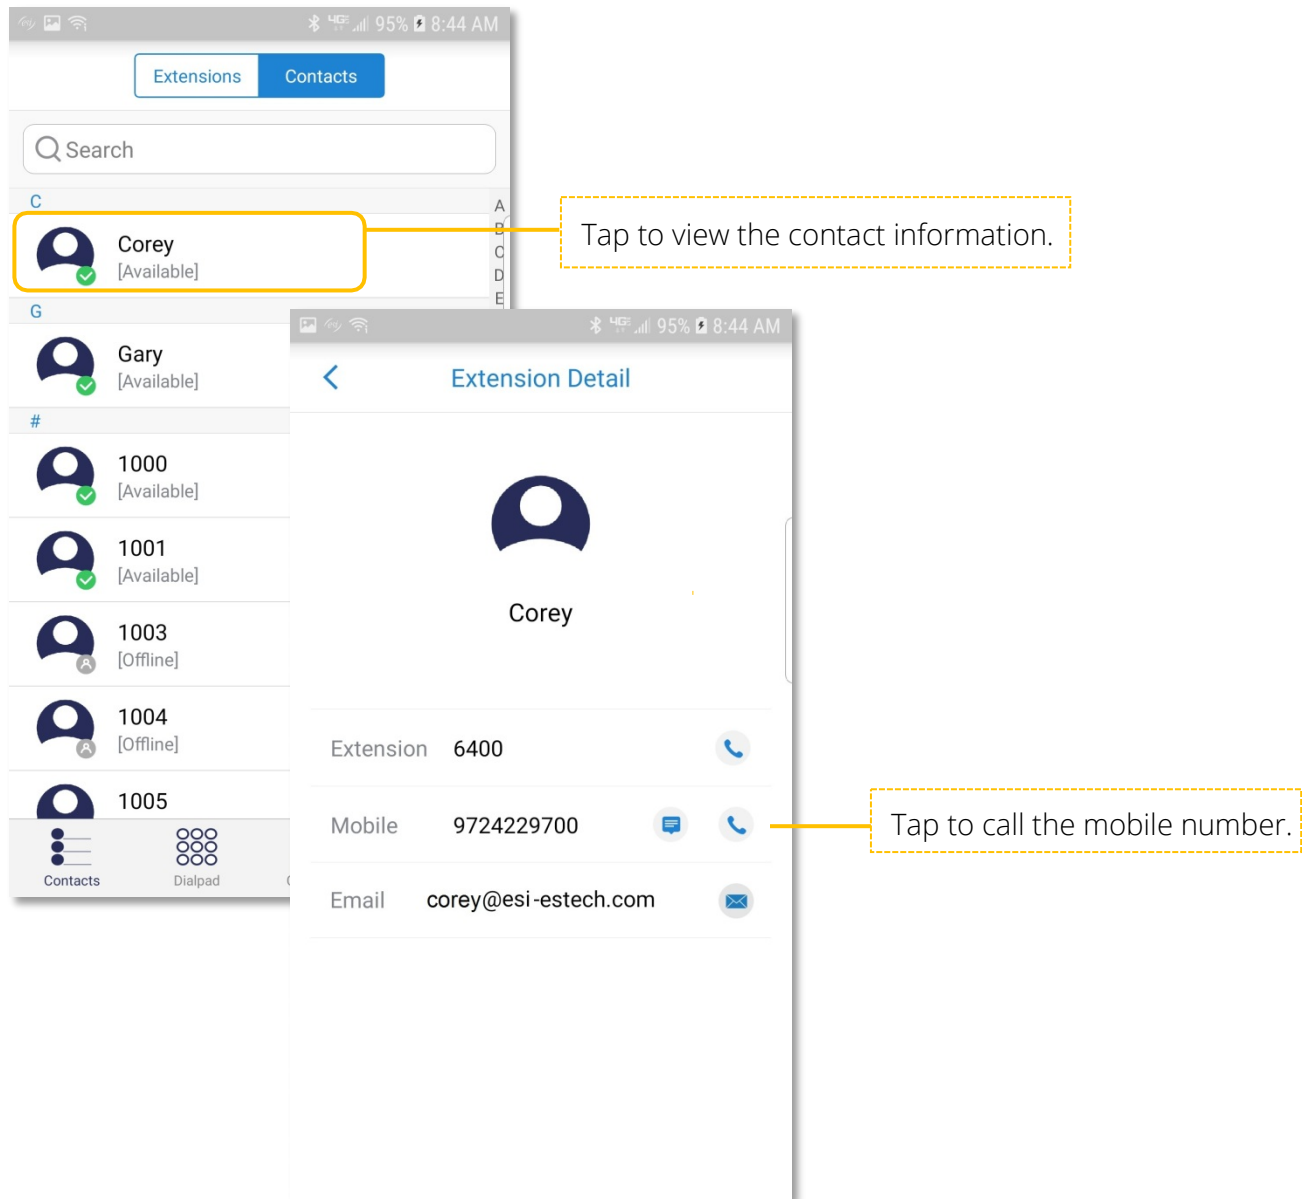 95% 8:44 AM
Extensions Contacts
Search
C
Corey
[Available]
A
B
C
D
E
G
Gary
[Available]
#
1000
[Available]
1001
[Available]
1003
[Offline]
1004
[Offline]
1005
Contacts
Dialpad
Tap to view the contact information.
4G 95% 8:44 AM
Extension Detail
Corey
Extension 6400
Mobile 9724229700
Email corey@esi-estech.com
Tap to call the mobile number.